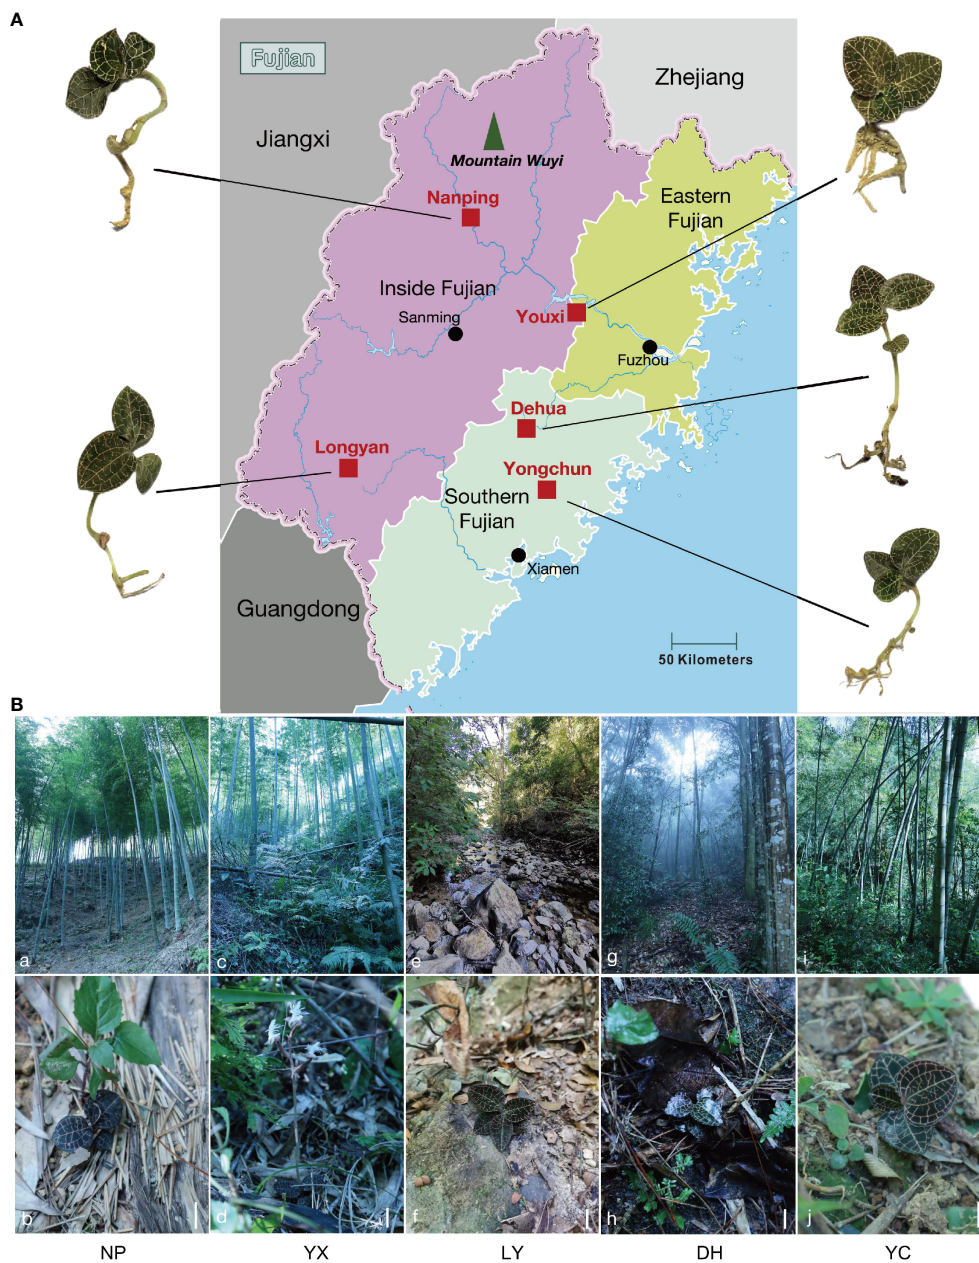 A
Fujian
Zhejiang
Jiangxi
Mountain Wuyi
Nanping
Eastern
Fujian
Inside Fujian
Sanming
Youxi
Fuzhou
Dehua
Longyan
Yongchun
Southern
Fujian
Xiamen
Guangdong
50 Kilometers
B
a
c
e
g
i
b
d
f
h
j
NP
YX
LY
DH
YC